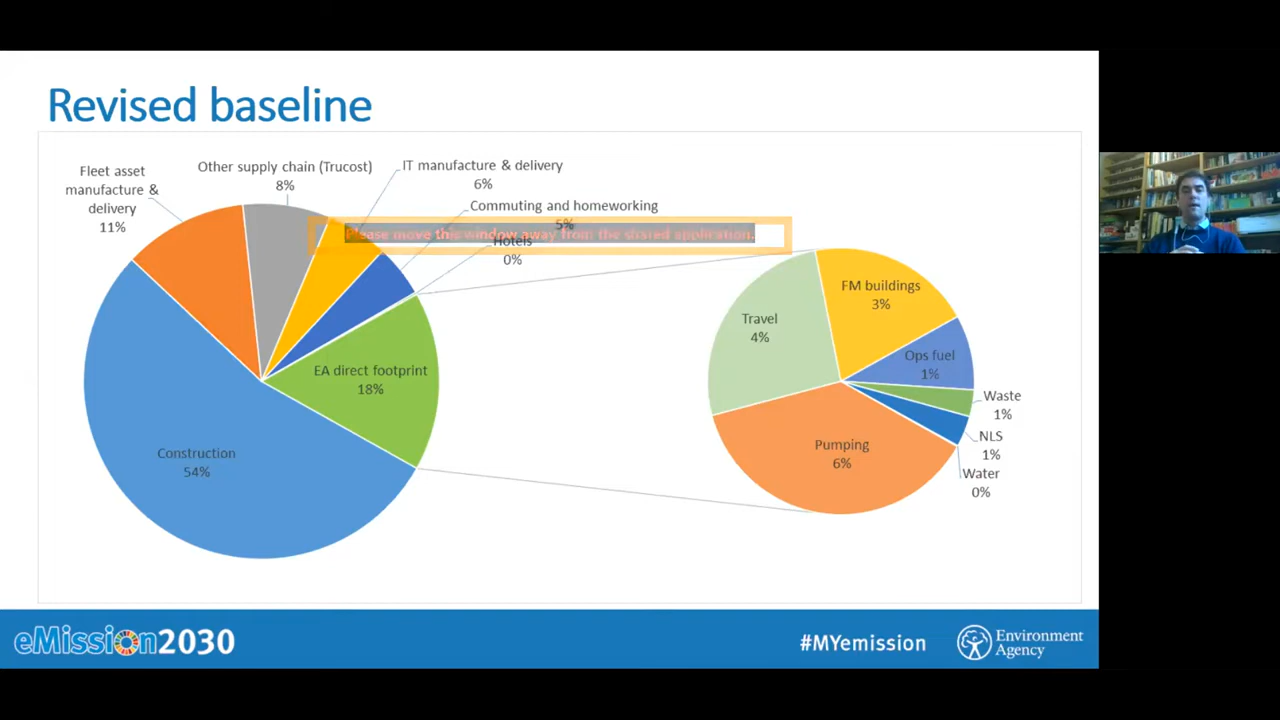 Revised baseline
Fleet asset
manufacture &
delivery
11%
Other supply chain (Trucost)
8%
IT manufacture & delivery
6%
Commuting and homeworking
5%
Please move this window away from the shared application.
Hotels
0%
EA direct footprint
18%
Construction
54%
Travel
4%
FM buildings
3%
Ops fuel
1%
Waste
1%
NLS
1%
Water
0%
Pumping
6%
eMission2030
#MYemission
Environment
Agency